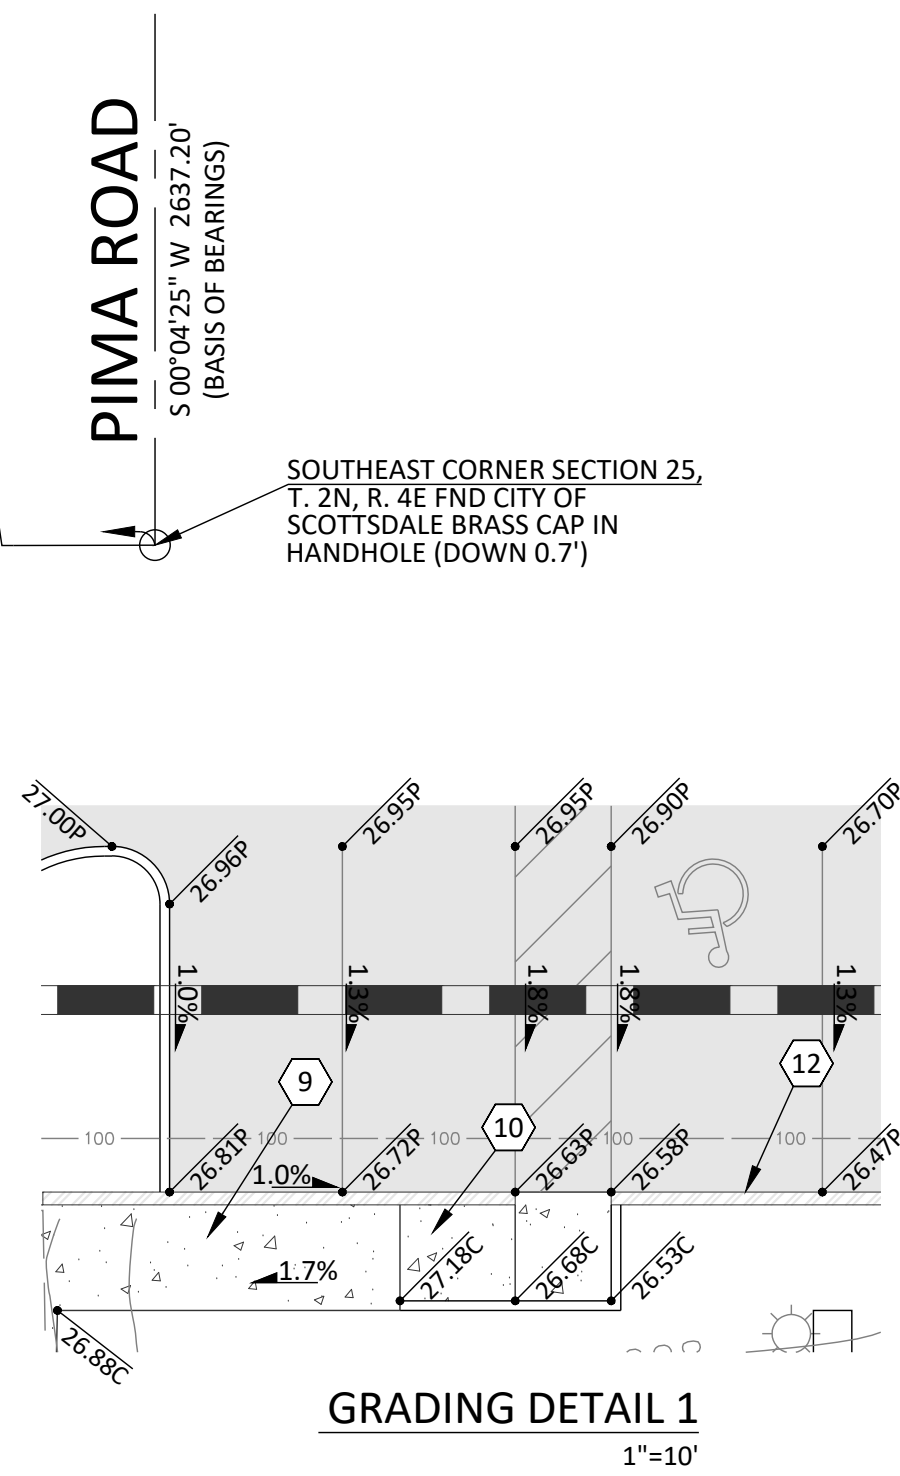 PIMA ROAD
S 00°04'25" W 2637.20'
(BASIS OF BEARINGS)
SOUTHEAST CORNER SECTION 25,
T. 2N, R. 4E FND CITY OF
SCOTTSDALE BRASS CAP IN
HANDHOLE (DOWN 0.7')
27.00P
26.96P
26.95P
26.95P
26.90P
26.70P
1.0%
1.3%
1.8%
1.8%
1.3%
9
10
12
100
100
100
100
100
26.81P
1.0%
26.72P
26.63P
26.58P
26.47P
1.7%
27.18C
26.68C
26.53C
26.88C
GRADING DETAIL 1
1"=10'